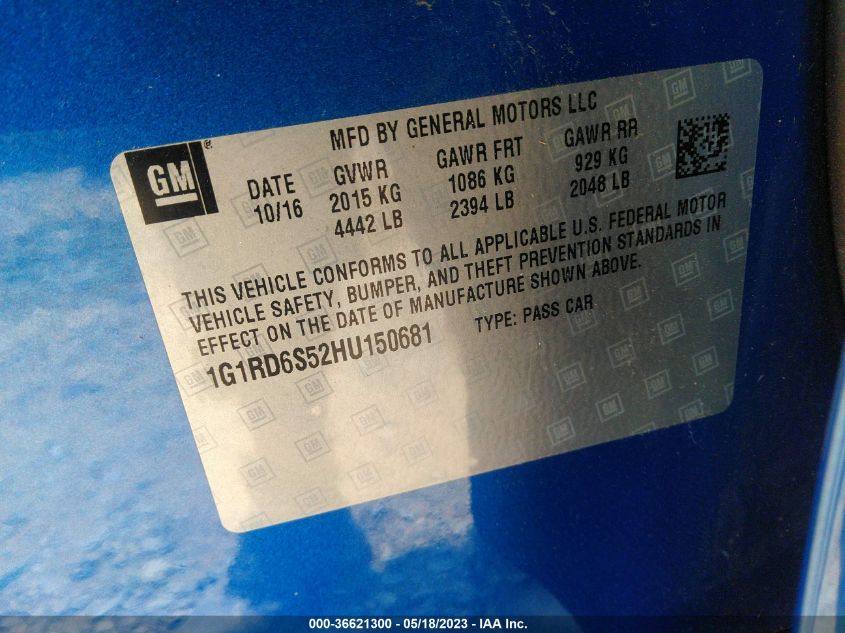 MFD BY GENERAL MOTORS LLC
GM®
DATE GVWR GAWR FRT GAWR RR
10/16 2015 KG 1086 KG 929 KG
4442 LB 2394 LB 2048 LB
THIS VEHICLE CONFORMS TO ALL APPLICABLE U.S. FEDERAL MOTOR
VEHICLE SAFETY, BUMPER, AND THEFT PREVENTION STANDARDS IN
EFFECT ON THE DATE OF MANUFACTURE SHOWN ABOVE.
1G1RD6S52HU150681 TYPE: PASS CAR
000-36621300 - 05/18/2023 - IAA Inc.